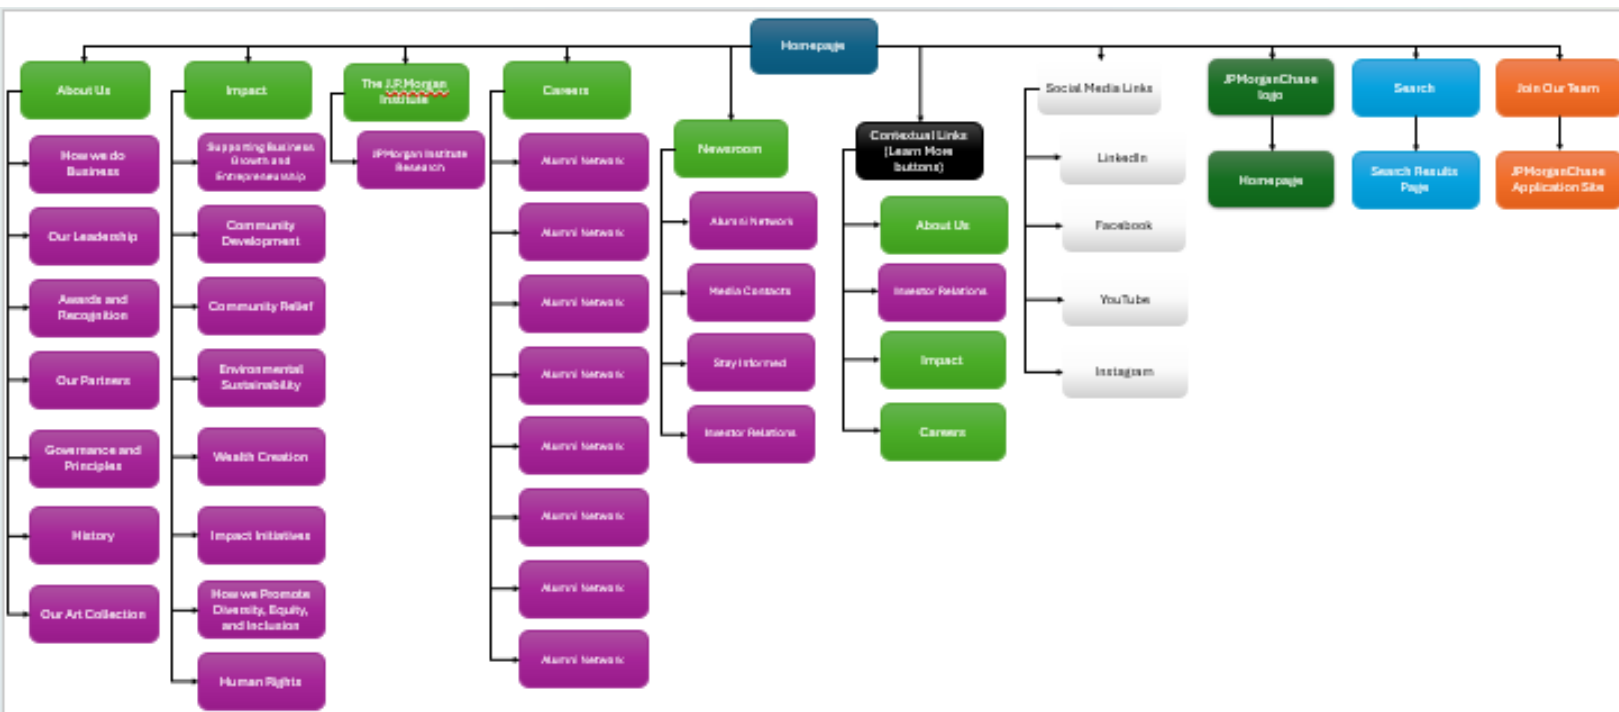 Homepage
About Us
How we do
Business
Our Leadership
Awards and
Recognition
Our Partners
Governance and
Principles
History
Our Art Collection
Impact
Supporting Business
Growth and
Entrepreneurship
Community
Development
Community Relief
Environmental
Sustainability
Wealth Creation
Impact Initiatives
How we Promote
Diversity, Equity,
and Inclusion
Human Rights
The J.P.Morgan
Institute
JPMorgan Institute
Research
Careers
Alumni Network
Alumni Network
Alumni Network
Alumni Network
Alumni Network
Alumni Network
Alumni Network
Alumni Network
Newsroom
Alumni Network
Media Contacts
Stay Informed
Investor Relations
Contextual Links
(Learn More
buttons)
About Us
Investor Relations
Impact
Careers
Social Media Links
LinkedIn
Facebook
YouTube
Instagram
JPMorganChase
logo
Homepage
Search
Search Results
Page
Join Our Team
JPMorganChase
Application Site